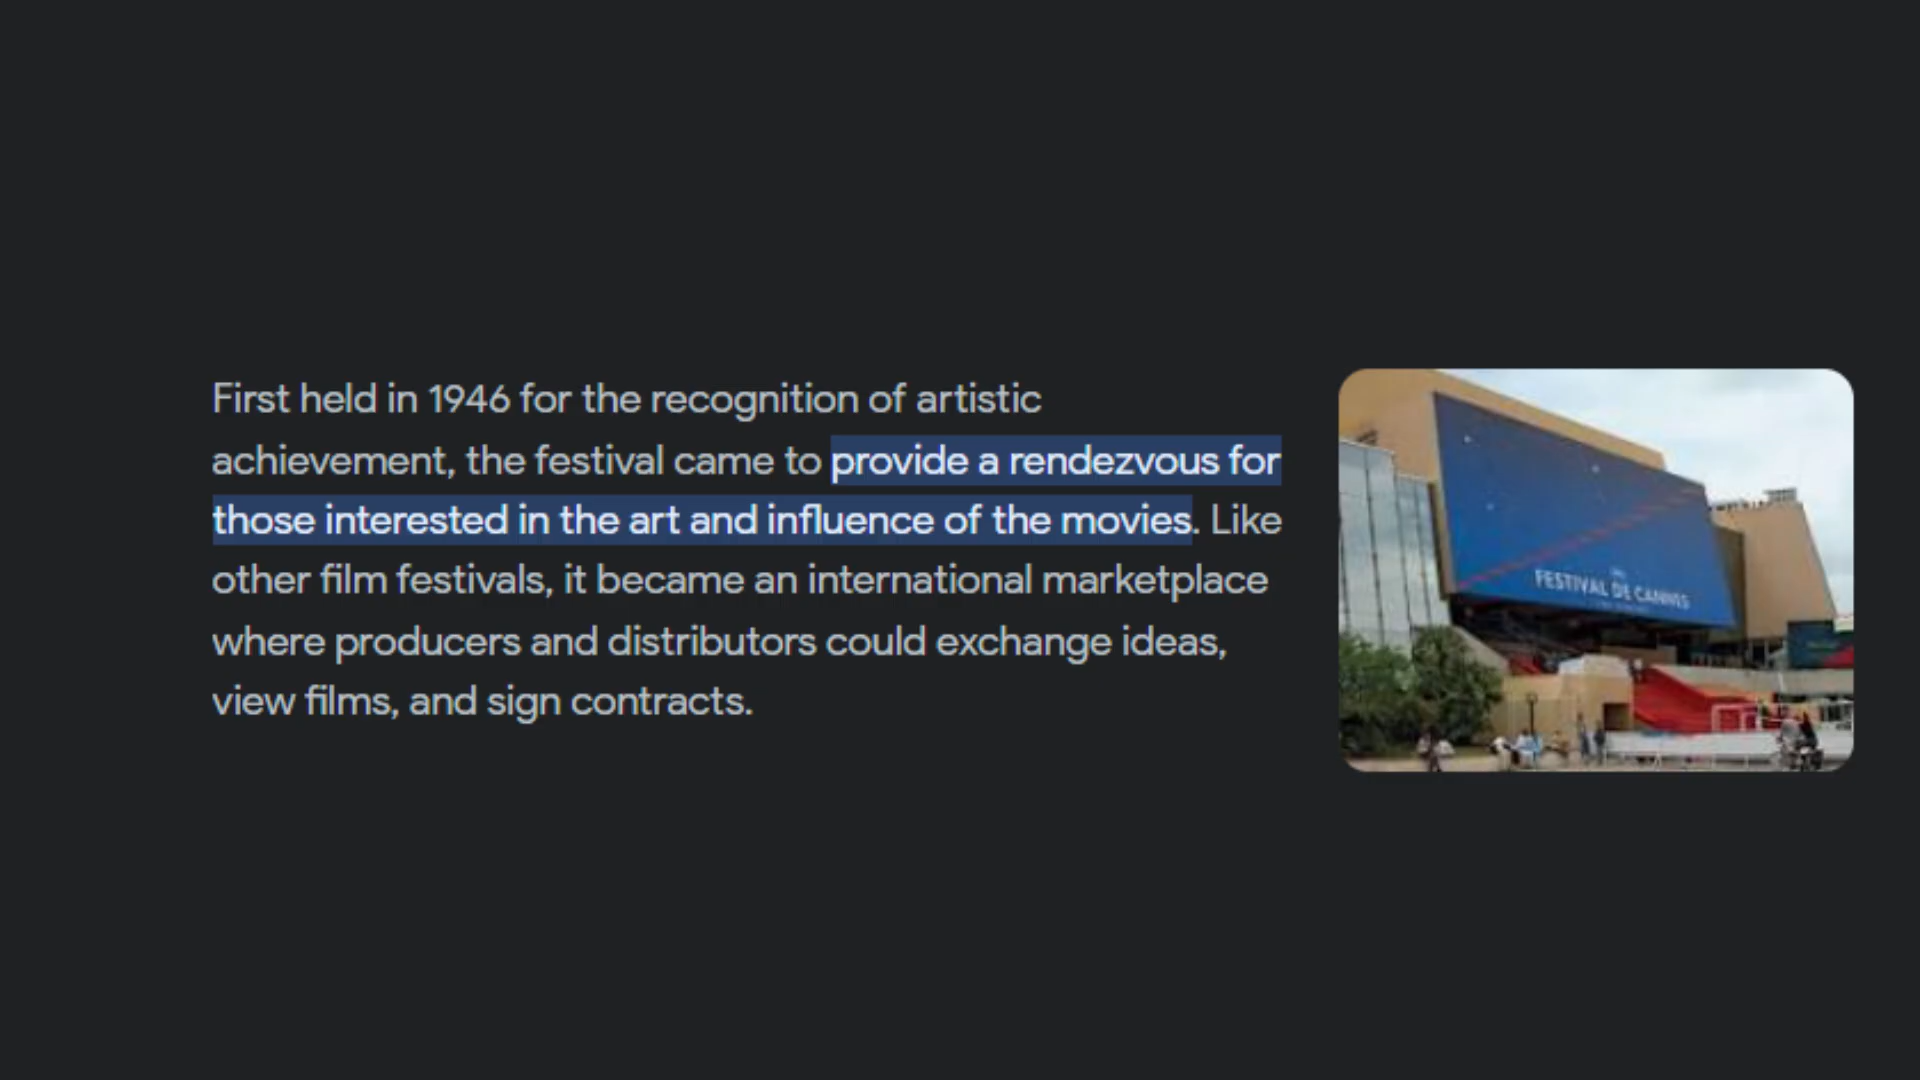 First held in 1946 for the recognition of artistic
achievement, the festival came to provide a rendezvous for
those interested in the art and influence of the movies. Like
other film festivals, it became an international marketplace
where producers and distributors could exchange ideas,
view films, and sign contracts.
FESTIVAL DE CANNES